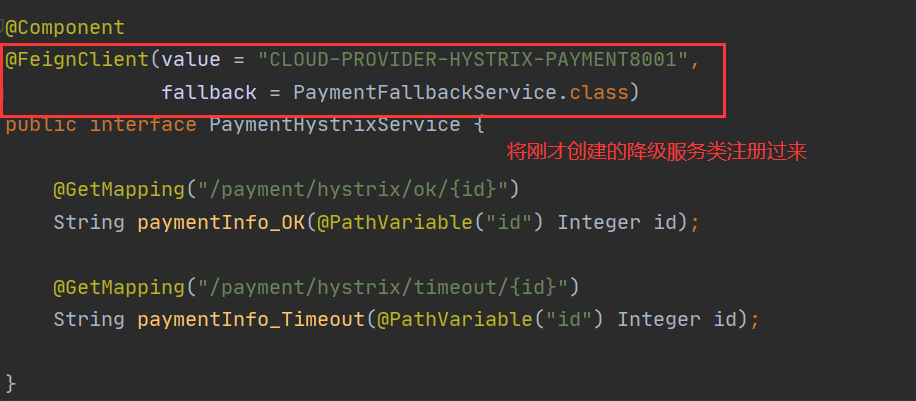 @Component
@FeignClient(value = "CLOUD-PROVIDER-HYSTRIX-PAYMENT8001",
fallback = PaymentFallbackService.class)
public interface PaymentHystrixService {
将刚才创建的降级服务类注册过来
@GetMapping("/payment/hystrix/ok/{id}")
String paymentInfo_OK(@PathVariable("id") Integer id);
@GetMapping("/payment/hystrix/timeout/{id}")
String paymentInfo_Timeout(@PathVariable("id") Integer id);
}